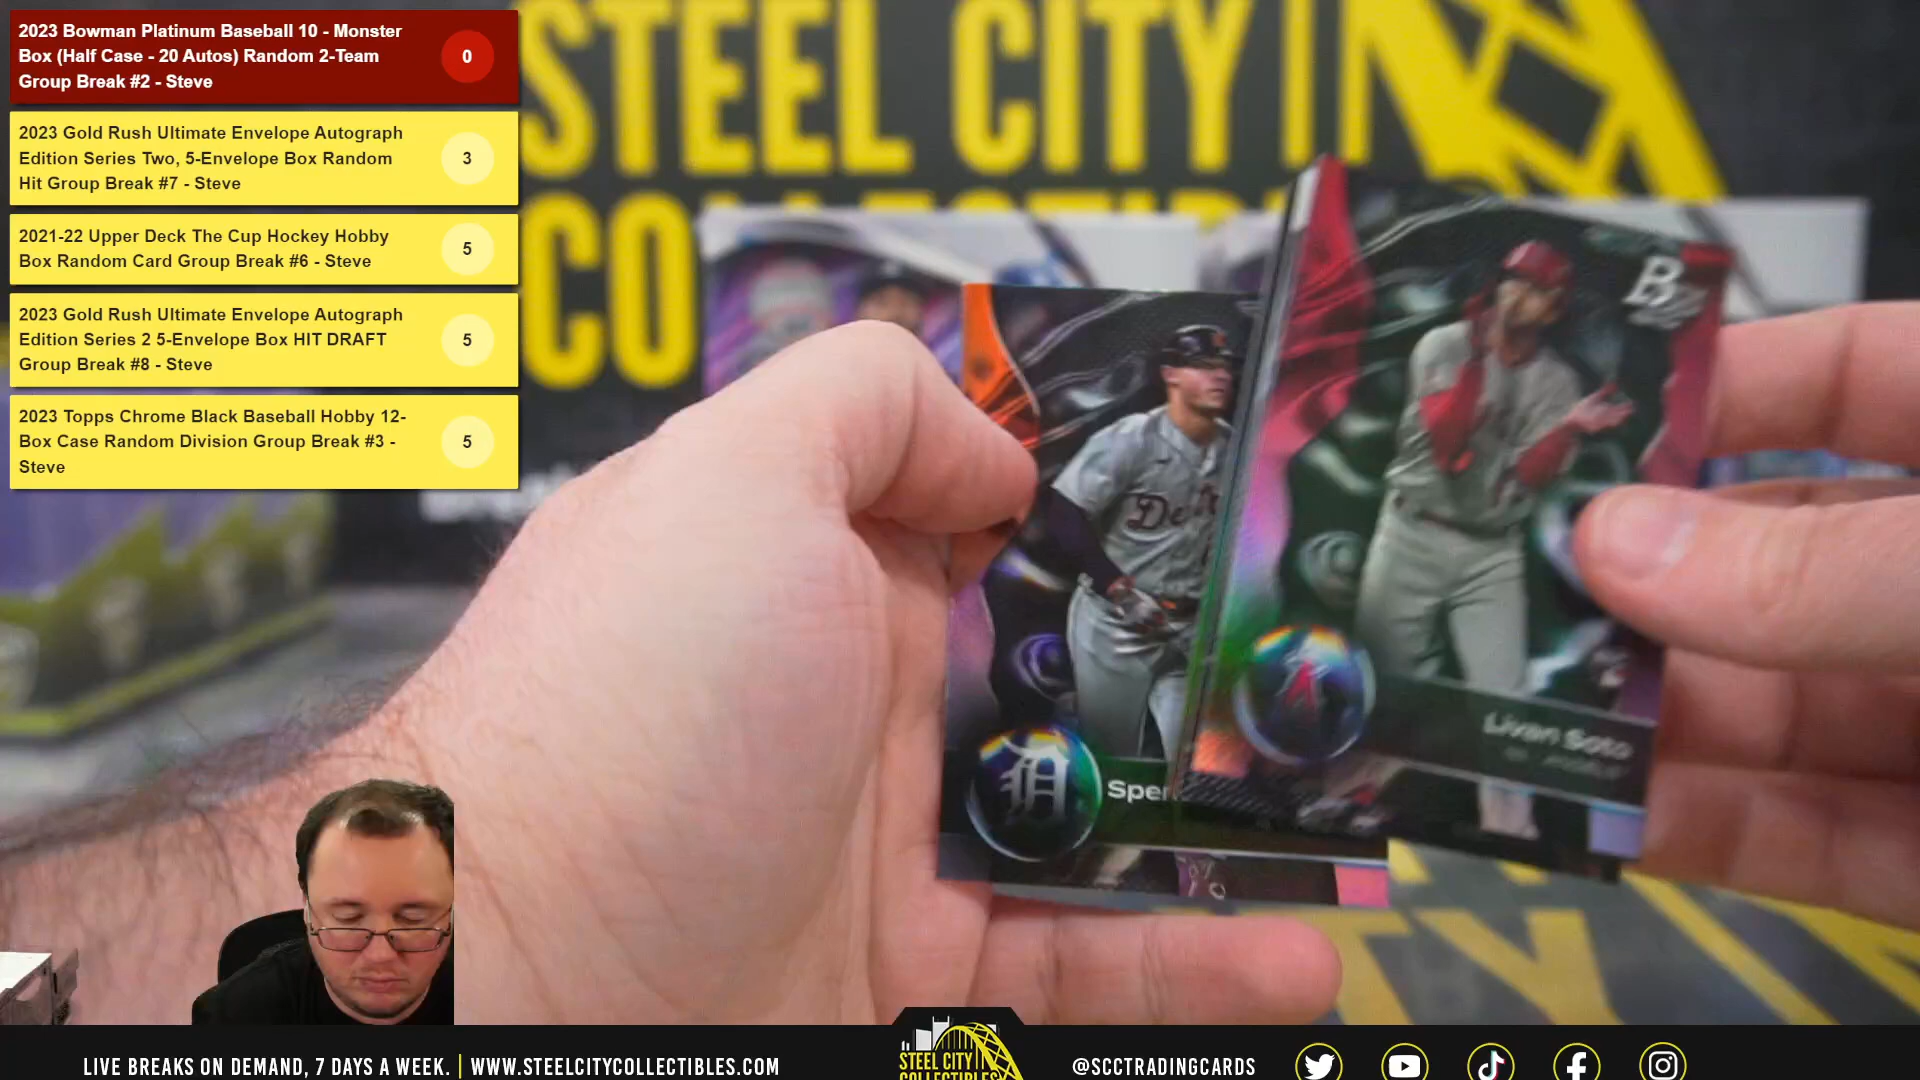 2023 Bowman Platinum Baseball 10 - Monster
Box (Half Case - 20 Autos) Random 2-Team
Group Break #2 - Steve
0
2023 Gold Rush Ultimate Envelope Autograph
Edition Series Two, 5-Envelope Box Random
Hit Group Break #7 - Steve
3
2021-22 Upper Deck The Cup Hockey Hobby
Box Random Card Group Break #6 - Steve
5
2023 Gold Rush Ultimate Envelope Autograph
Edition Series 2 5-Envelope Box HIT DRAFT
Group Break #8 - Steve
5
2023 Topps Chrome Black Baseball Hobby 12-
Box Case Random Division Group Break #3 -
Steve
5
STEEL CITY
D
Spen
Livan Soto
LIVE BREAKS ON DEMAND, 7 DAYS A WEEK. | WWW.STEELCITYCOLLECTIBLES.COM
STEEL CITY
COLLECTIBLES
@SCCTRADINGCARDS